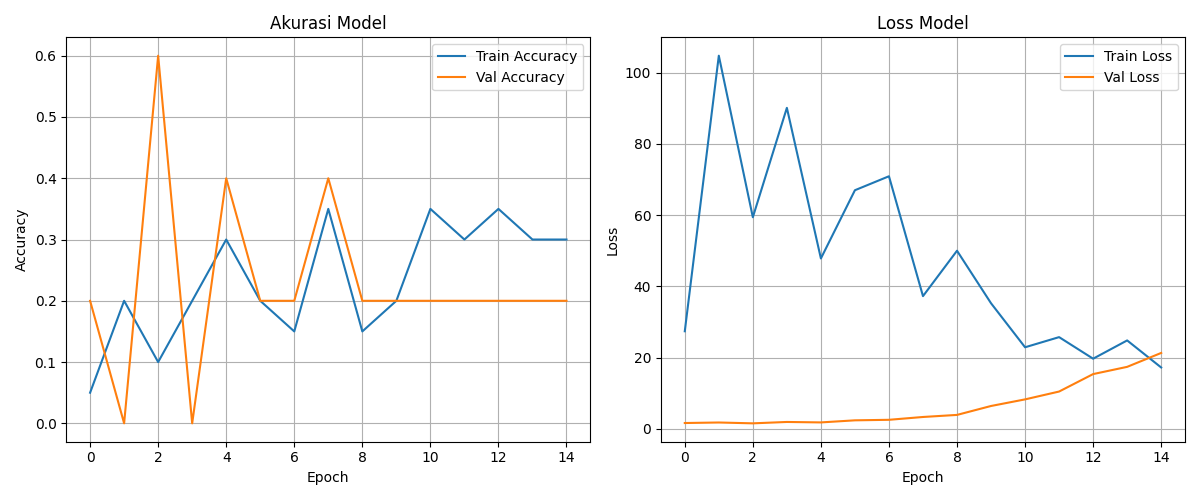 Akurasi Model
Train Accuracy
Val Accuracy
0.6
0.5
0.4
0.3
0.2
0.1
0.0
Accuracy
0 2 4 6 8 10 12 14
Epoch
Loss Model
Train Loss
Val Loss
100
80
60
40
20
0
Loss
0 2 4 6 8 10 12 14
Epoch